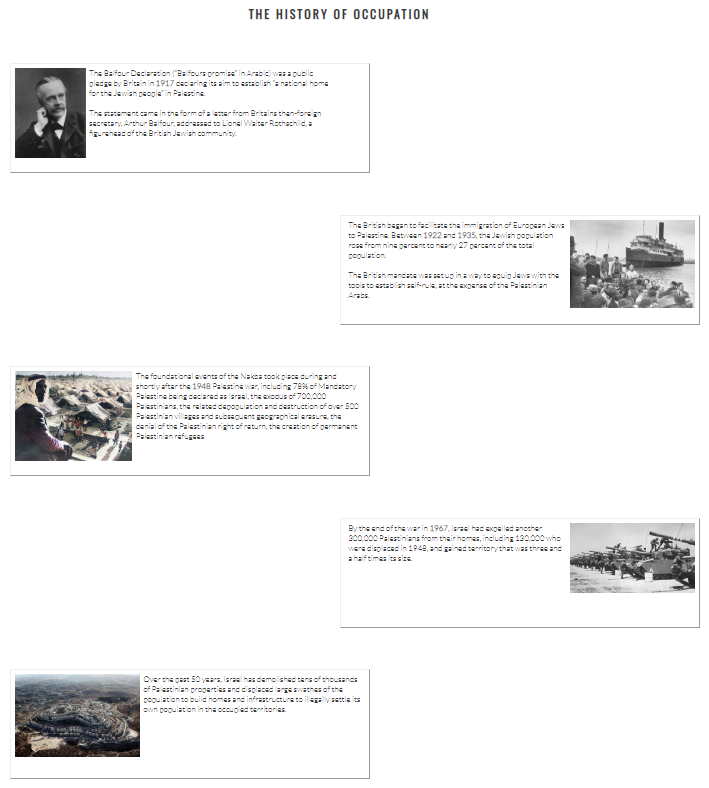 THE HISTORY OF OCCUPATION
The Balfour Declaration ("Balfours promise" in Arabic) was a public
pledge by Britain in 1917 declaring its aim to establish "a national home
for the Jewish people" in Palestine.
The statement came in the form of a letter from Britains then-foreign
secretary, Arthur Balfour, addressed to Lionel Walter Rothschild, a
figurehead of the British Jewish community.
The British began to facilitate the immigration of European Jews
to Palestine. Between 1922 and 1935, the Jewish population
rose from nine percent to nearly 27 percent of the total
population.
The British mandate was set up in a way to equip Jews with the
tools to establish self-rule, at the expense of the Palestinian
Arabs.
The foundational events of the Nakba took place during and
shortly after the 1948 Palestine war, including 78% of Mandatory
Palestine being declared as Israel, the exodus of 700,000
Palestinians, the related depopulation and destruction of over 500
Palestinian villages and subsequent geographical erasure, the
denial of the Palestinian right of return, the creation of permanent
Palestinian refugees
By the end of the war in 1967, Israel had expelled another
300,000 Palestinians from their homes, including 130,000 who
were displaced in 1948, and gained territory that was three and
a half times its size.
Over the past 50 years, Israel has demolished tens of thousands
of Palestinian properties and displaced large swathes of the
population to build homes and infrastructure to illegally settle its
own population in the occupied territories.